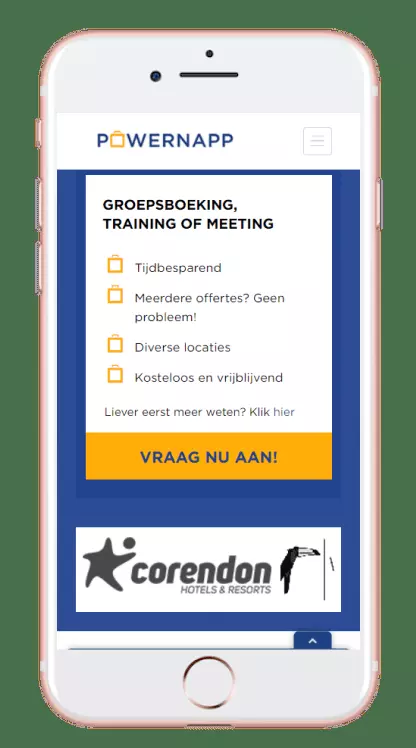 POWERNAPP
GROEPSBOEKING,
TRAINING OF MEETING
Tijdbesparend
Meerdere offertes? Geen
probleem!
Diverse locaties
Kosteloos en vrijblijvend
Liever eerst meer weten? Klik hier
VRAAG NU AAN!
corendon
HOTELS & RESORTS